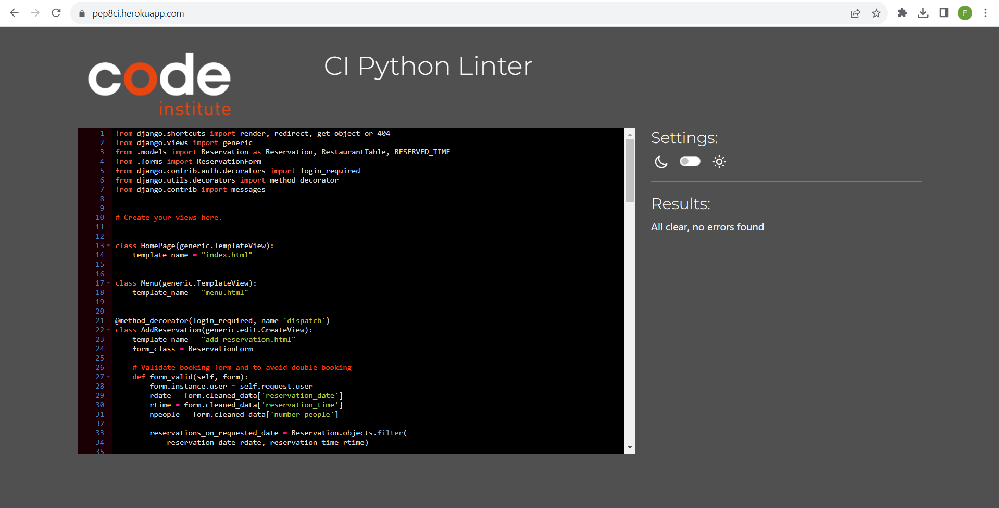 pep8ci.herokuapp.com
F
code
institute
CI Python Linter
1 from django.shortcuts import render, redirect, get_object_or_404
2 from django.views import generic
3 from .models import Reservation as Reservation, RestaurantTable, RESERVED_TIME
4 from .forms import ReservationForm
5 from django.contrib.auth.decorators import login_required
6 from django.utils.decorators import method_decorator
7 from django.contrib import messages
8
9
10 # Create your views here.
11
12
13 class HomePage(generic.TemplateView):
14 template_name = "index.html"
15
16
17 class Menu(generic.TemplateView):
18 template_name = "menu.html"
19
20
21 @method_decorator(login_required, name='dispatch')
22 class AddReservation(generic.edit.CreateView):
23 template_name = "add_reservation.html"
24 form_class = ReservationForm
25
26 # Validate booking form and to avoid double booking
27 def form_valid(self, form):
28 form.instance.user = self.request.user
29 rdate = form.cleaned_data['reservation_date']
30 rtime = form.cleaned_data['reservation_time']
31 npeople = form.cleaned_data['number_people']
32
33 reservations_on_requested_date = Reservation.objects.filter(
34 reservation_date=rdate, reservation_time=rtime)
35
Settings:
Results:
All clear, no errors found